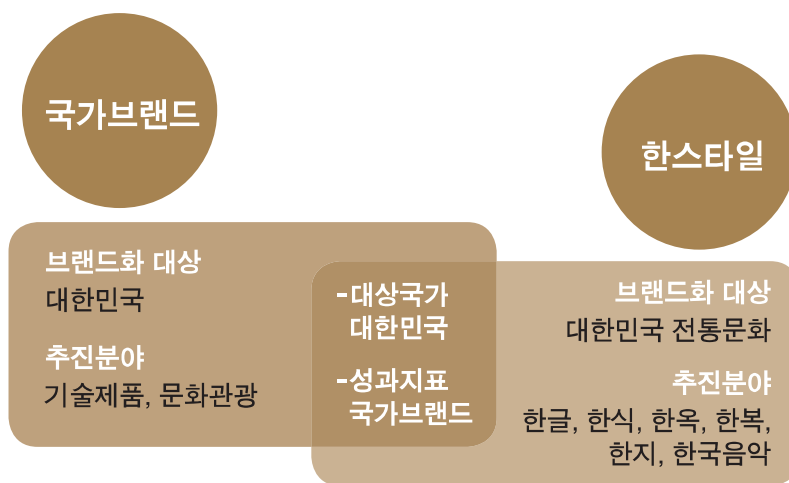 국가브랜드
한스타일
브랜드화 대상
대한민국
추진분야
기술제품, 문화관광
-대상국가
대한민국
-성과지표
국가브랜드
브랜드화 대상
대한민국 전통문화
추진분야
한글, 한식, 한옥, 한복,
한지, 한국음악